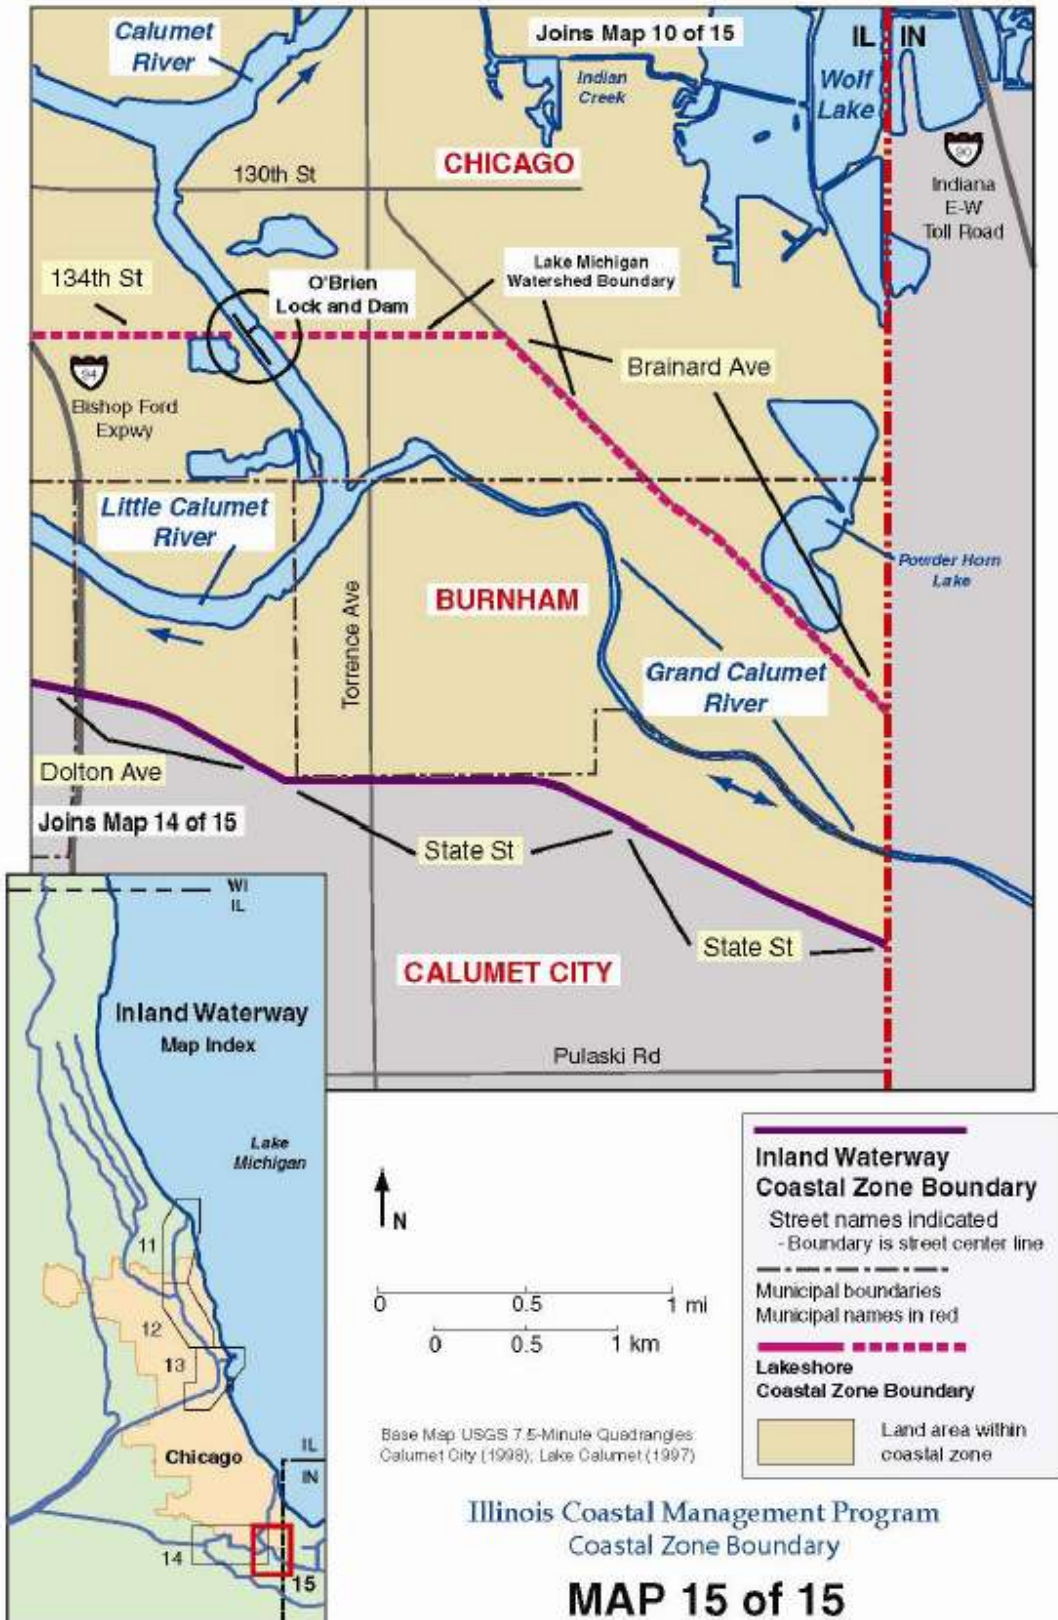 Calumet
River
Joins Map 10 of 15
IL
IN
Indian
Creek
Wolf
Lake
CHICAGO
130th St
90
Indiana
E-W
Toll Road
134th St
O'Brien
Lock and Dam
Lake Michigan
Watershed Boundary
94
Bishop Ford
Expwy
Brainard Ave
Little Calumet
River
Powder Horn
Lake
BURNHAM
Torrence Ave
Grand Calumet
River
Dolton Ave
Joins Map 14 of 15
State St
State St
CALUMET CITY
Pulaski Rd
WI
IL
Inland Waterway
Map Index
Lake
Michigan
11
12
13
Chicago
IL
IN
14
15
N
0 0.5 1 mi
0 0.5 1 km
Base Map USGS 7.5-Minute Quadrangles
Calumet City (1998); Lake Calumet (1997)
Inland Waterway
Coastal Zone Boundary
Street names indicated
- Boundary is street center line
Municipal boundaries
Municipal names in red
Lakeshore
Coastal Zone Boundary
Land area within
coastal zone
Illinois Coastal Management Program
Coastal Zone Boundary
MAP 15 of 15